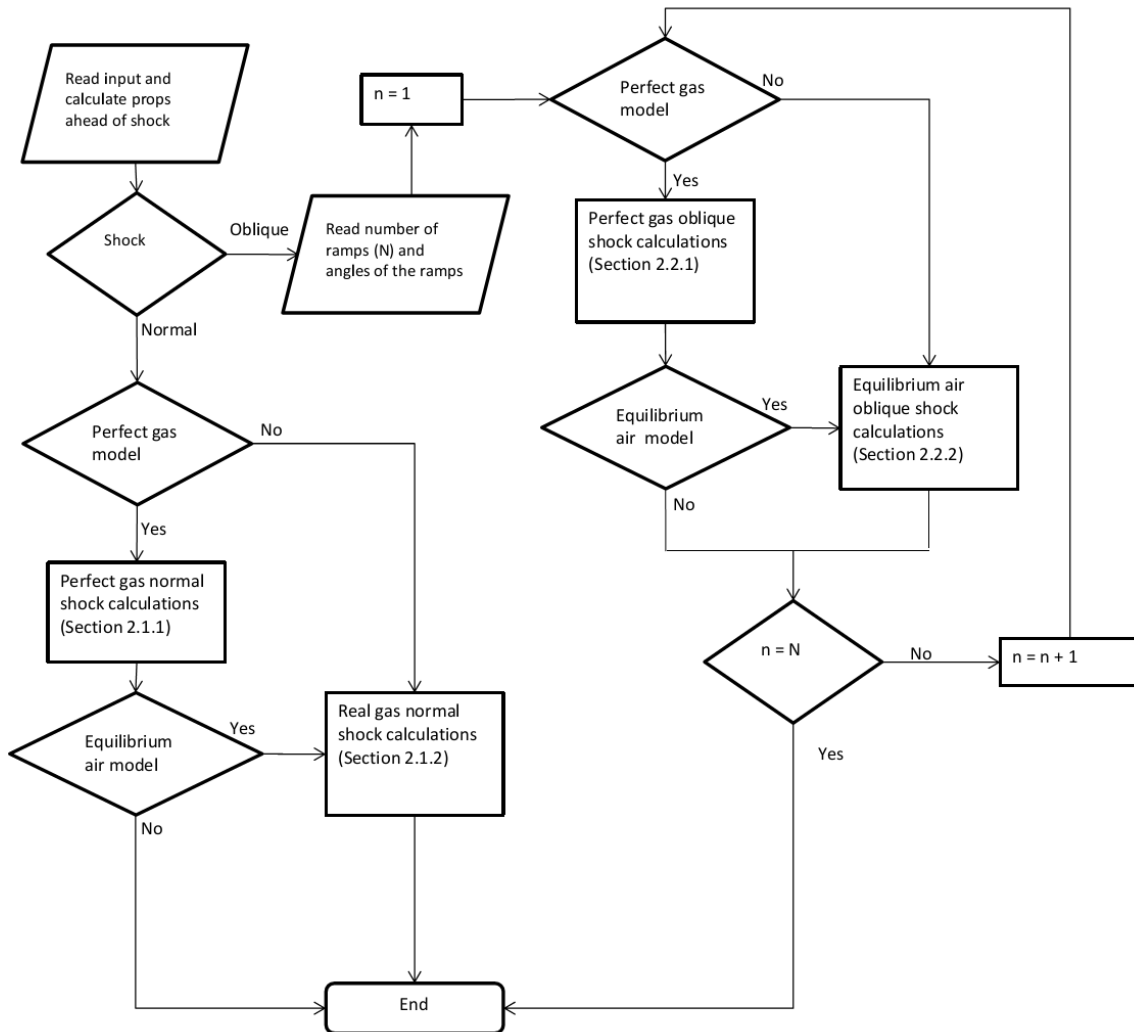 Read input and
calculate props
ahead of shock
Shock
Oblique
Normal
Read number of
ramps (N) and
angles of the ramps
n = 1
Perfect gas
model
No
Yes
Perfect gas oblique
shock calculations
(Section 2.2.1)
Equilibrium
air  model
Yes
No
Equilibrium air
oblique shock
calculations
(Section 2.2.2)
n = N
No
n = n + 1
Yes
Perfect gas
model
No
Yes
Perfect gas normal
shock calculations
(Section 2.1.1)
Equilibrium
air model
Yes
No
Real gas normal
shock calculations
(Section 2.1.2)
End